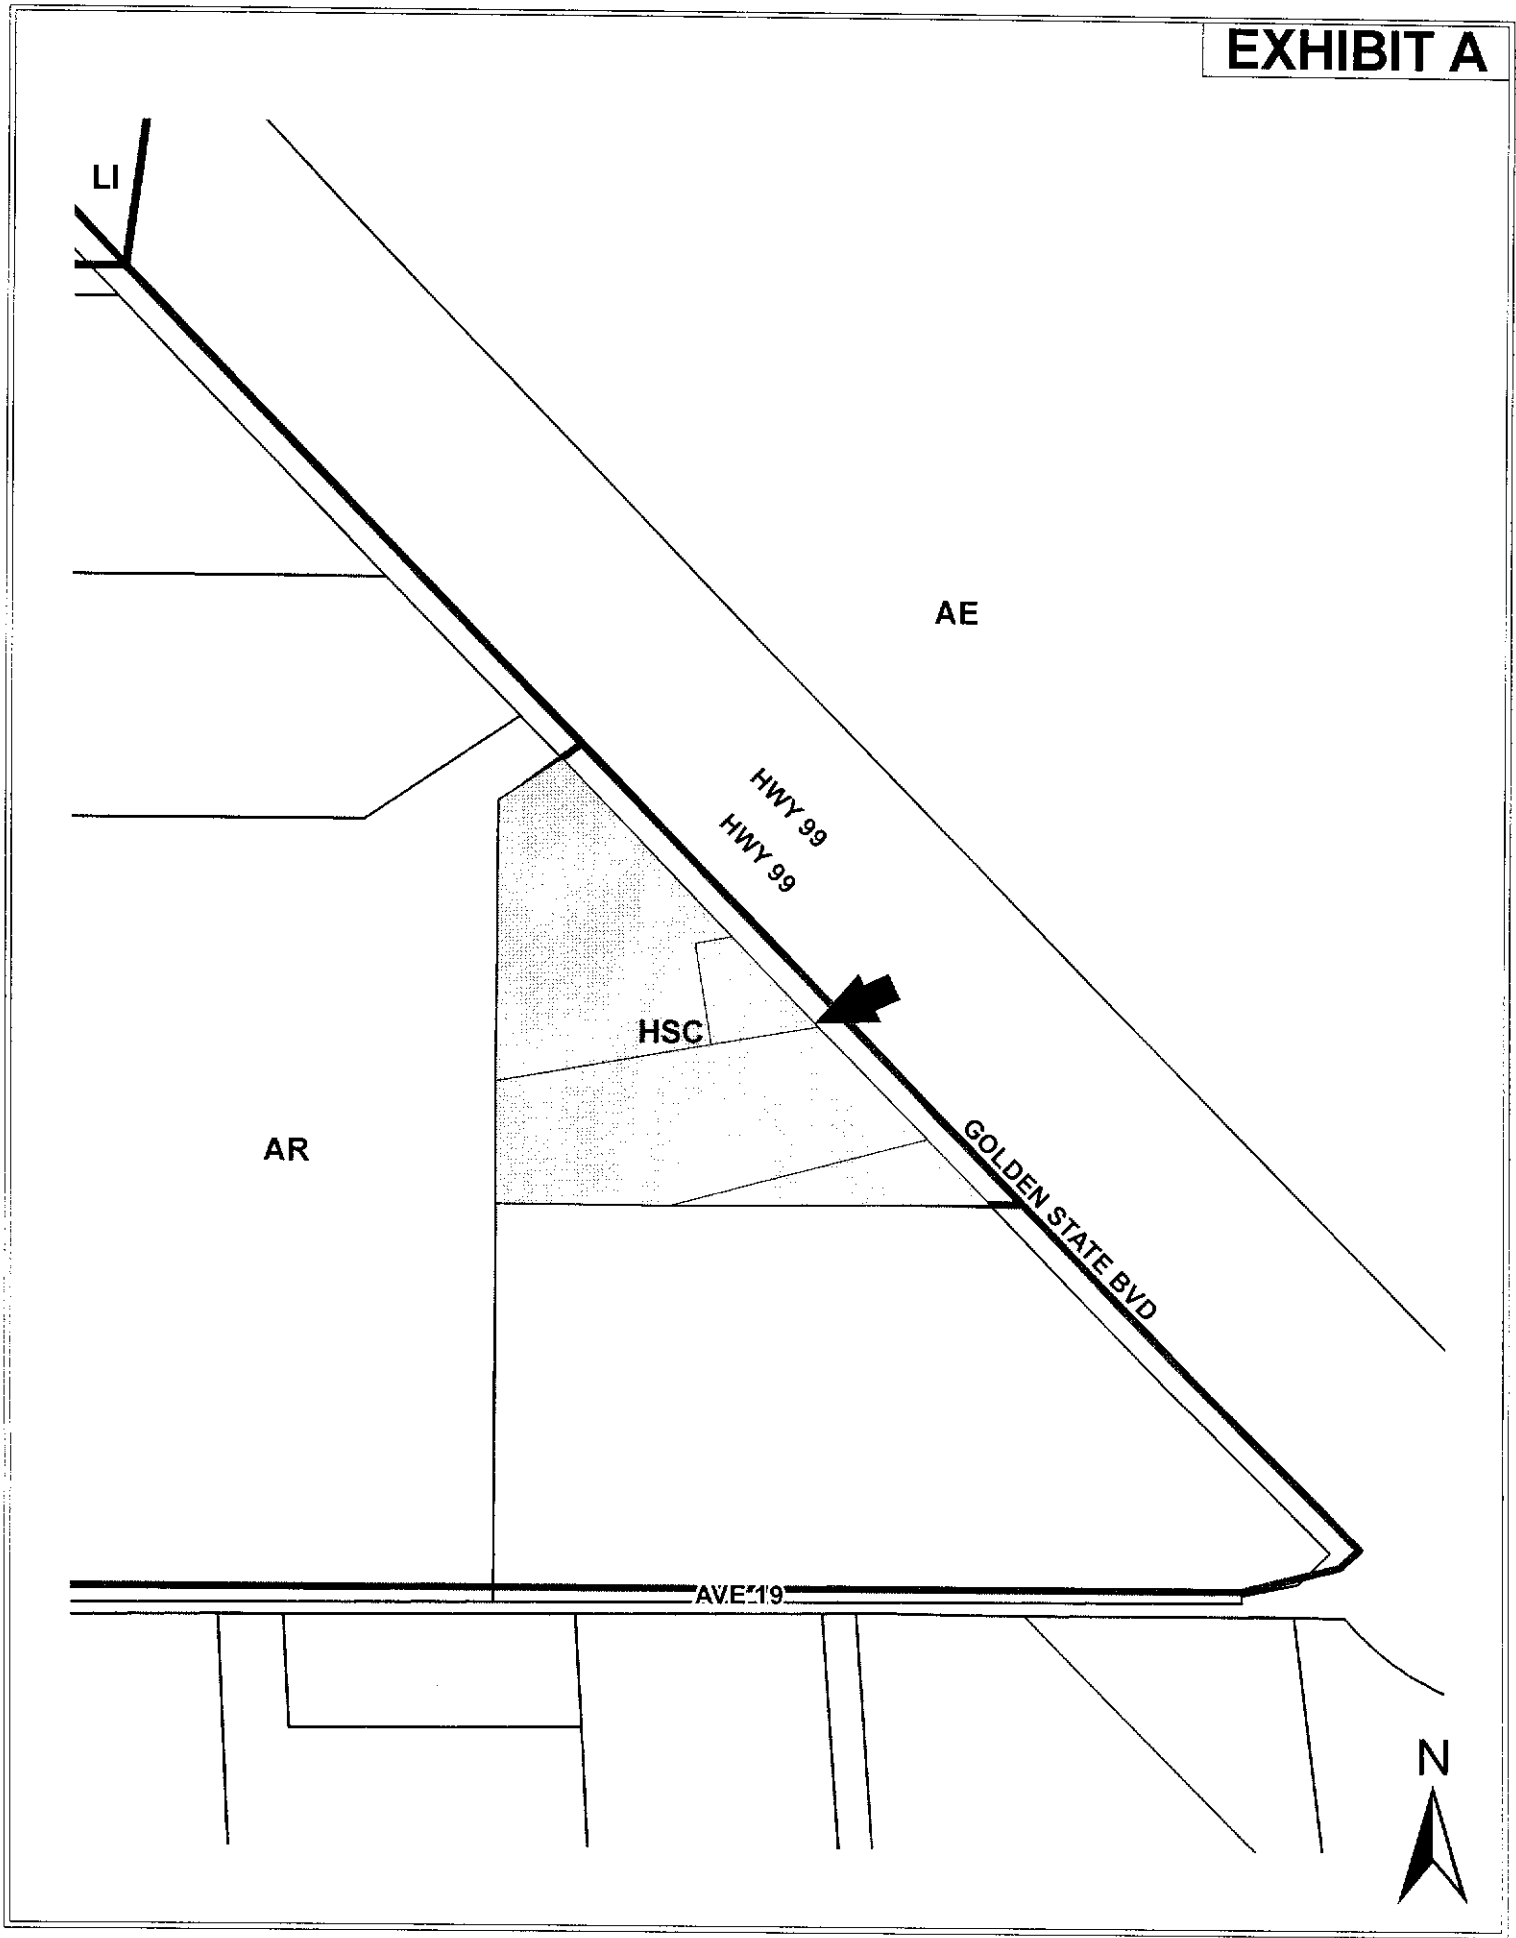 EXHIBIT A
LI
AE
HWY 99
HWY 99
HSC
AR
GOLDEN STATE BVD
AVE 19
N